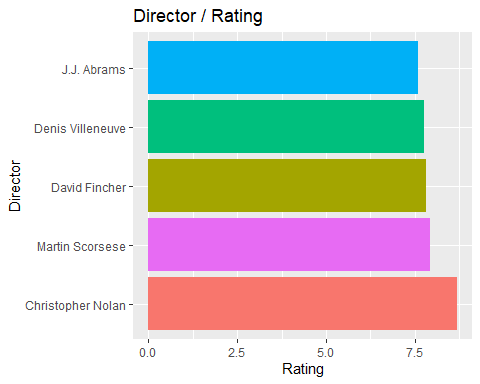 Director / Rating
Director
J.J. Abrams
Denis Villeneuve
David Fincher
Martin Scorsese
Christopher Nolan
0.0 2.5 5.0 7.5
Rating